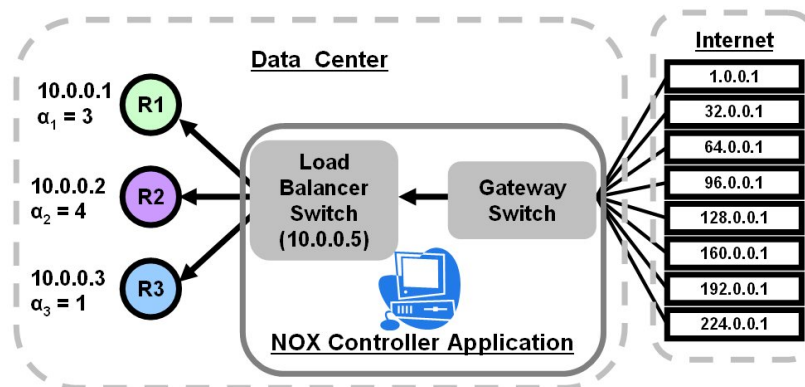 Data Center
Internet
10.0.0.1
α1 = 3
R1
10.0.0.2
α2 = 4
R2
10.0.0.3
α3 = 1
R3
Load
Balancer
Switch
(10.0.0.5)
Gateway
Switch
NOX Controller Application
1.0.0.1
32.0.0.1
64.0.0.1
96.0.0.1
128.0.0.1
160.0.0.1
192.0.0.1
224.0.0.1